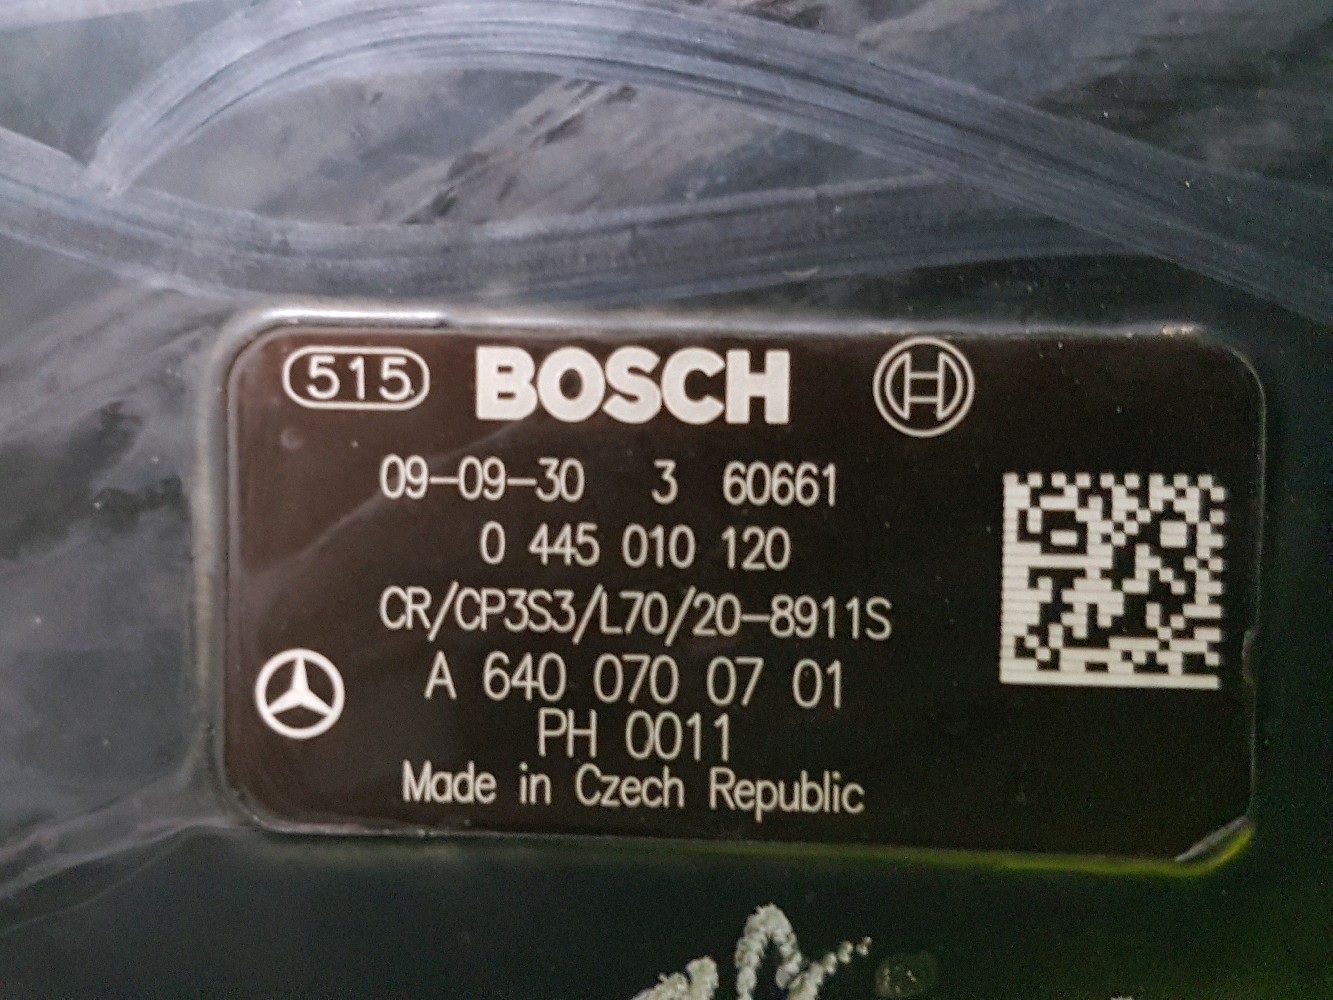 515 BOSCH
09-09-30 3 60661
0 445 010 120
CR/CP3S3/L70/20-8911S
A 640 070 07 01
PH 0011
Made in Czech Republic